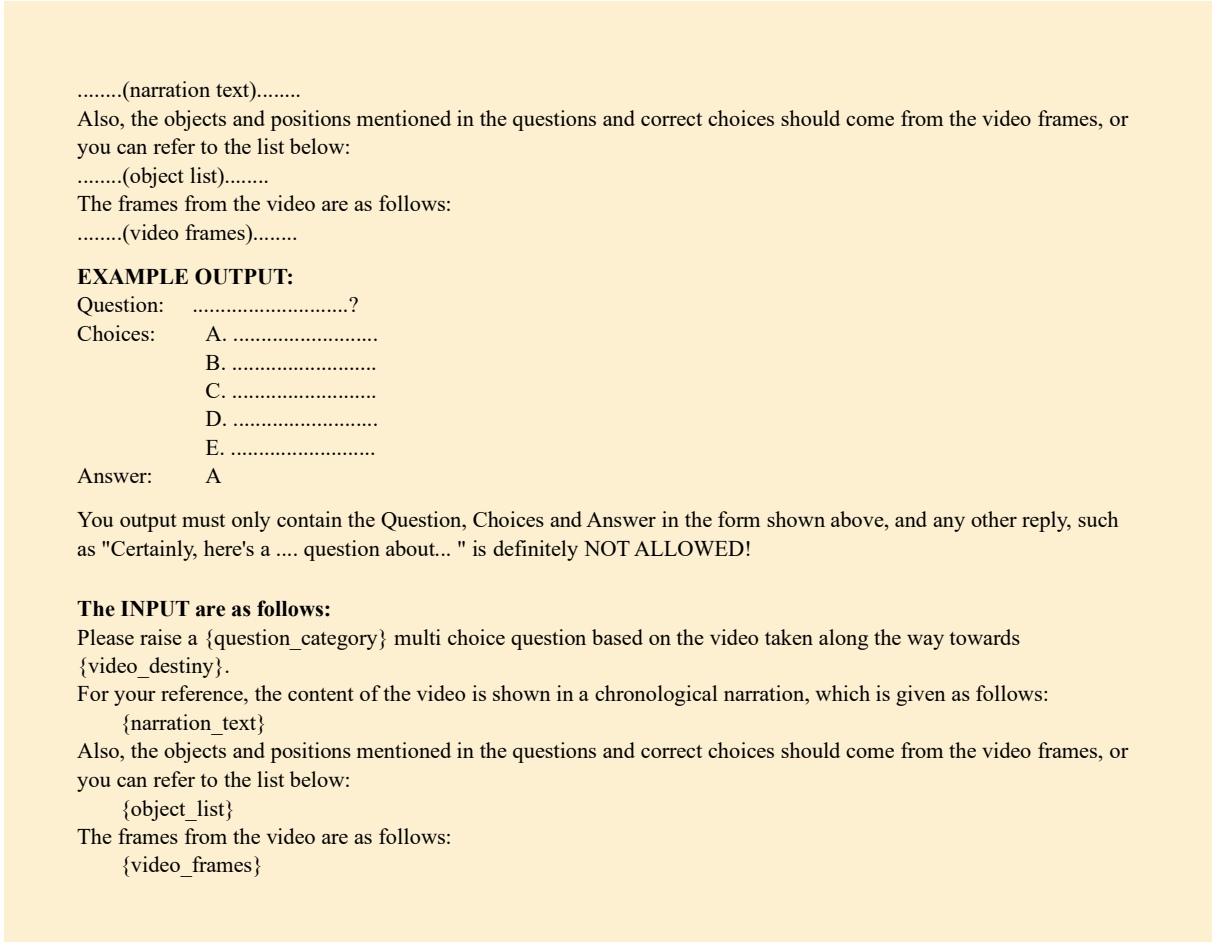 ........(narration text)........
Also, the objects and positions mentioned in the questions and correct choices should come from the video frames, or
you can refer to the list below:
........(object list)........
The frames from the video are as follows:
........(video frames)........
EXAMPLE OUTPUT:
Question: ............................?
Choices: A. ..........................
B. ..........................
C. ..........................
D. ..........................
E. ..........................
Answer: A
You output must only contain the Question, Choices and Answer in the form shown above, and any other reply, such
as "Certainly, here's a .... question about... " is definitely NOT ALLOWED!
The INPUT are as follows:
Please raise a {question_category} multi choice question based on the video taken along the way towards
{video_destiny}.
For your reference, the content of the video is shown in a chronological narration, which is given as follows:
{narration_text}
Also, the objects and positions mentioned in the questions and correct choices should come from the video frames, or
you can refer to the list below:
{object_list}
The frames from the video are as follows:
{video_frames}